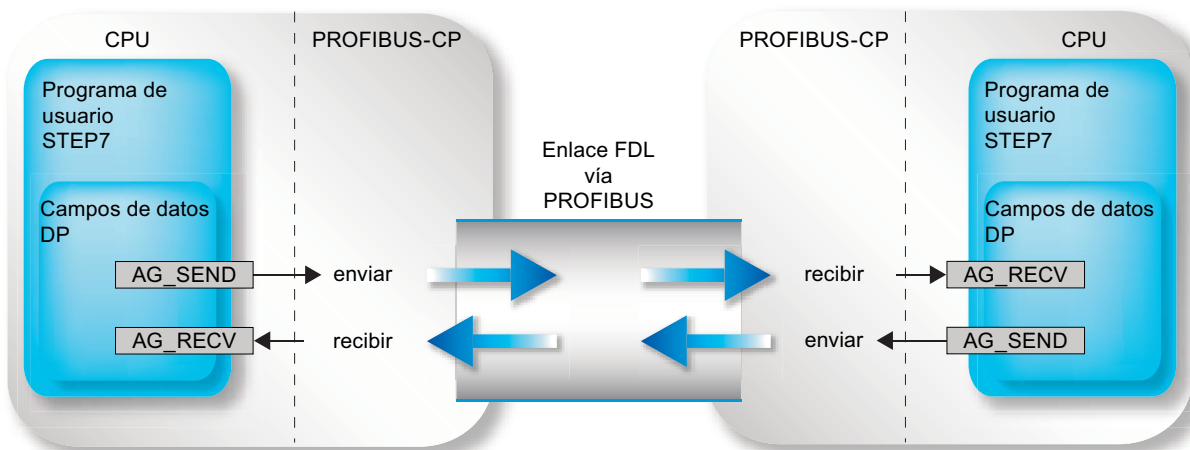 CPU
PROFIBUS-CP
Programa de
usuario
STEP7
Campos de datos
DP
AG_SEND
enviar
AG_RECV
recibir
Enlace FDL
vía
PROFIBUS
PROFIBUS-CP
CPU
Programa de
usuario
STEP7
Campos de datos
DP
recibir
AG_RECV
enviar
AG_SEND